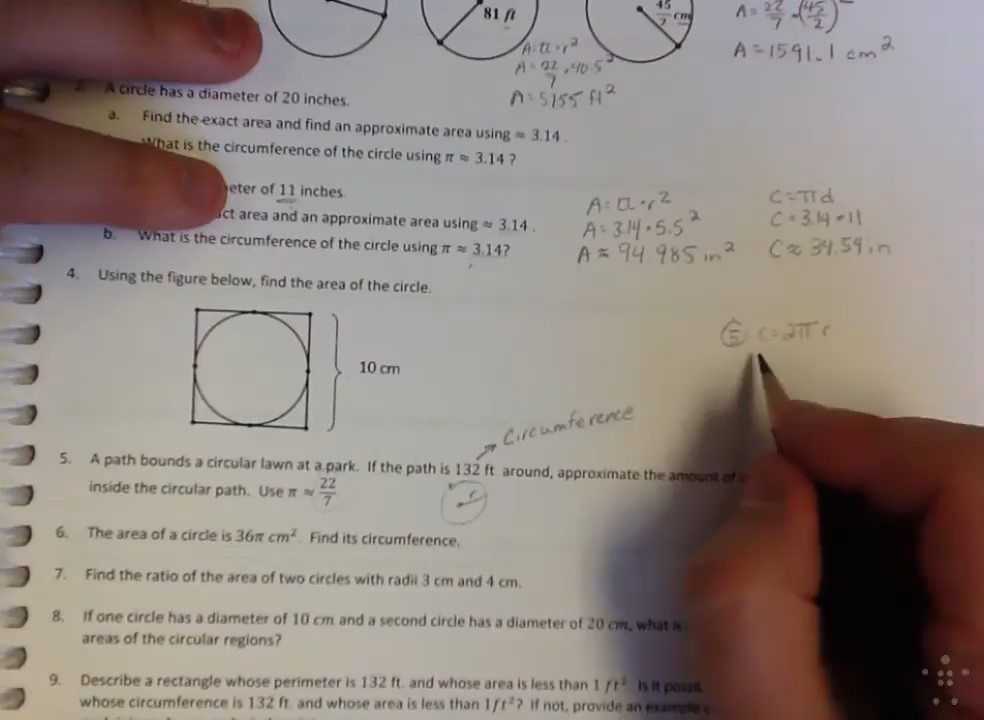 81 ft
45
2 cm
A = 22/7 · (45/2)
A = 1591.1 cm²
A = π · r²
A = 22/7 · 40.5²
A = 5155 ft²
2. A circle has a diameter of 20 inches.
a. Find the exact area and find an approximate area using ≈ 3.14 .
What is the circumference of the circle using π ≈ 3.14 ?
eter of 11 inches.
ct area and an approximate area using ≈ 3.14 .
b. What is the circumference of the circle using π ≈ 3.14?
A = π · r²
A = 3.14 · 5.5²
A ≈ 94.985 in²
C = πd
C = 3.14 · 11
C ≈ 34.54 in
4. Using the figure below, find the area of the circle.
10 cm
⑤ C = 2πr
Circumference
5. A path bounds a circular lawn at a park. If the path is 132 ft around, approximate the amount of
inside the circular path. Use π ≈ 22/7
r
6. The area of a circle is 36π cm². Find its circumference.
7. Find the ratio of the area of two circles with radii 3 cm and 4 cm.
8. If one circle has a diameter of 10 cm and a second circle has a diameter of 20 cm, what is
areas of the circular regions?
9. Describe a rectangle whose perimeter is 132 ft. and whose area is less than 1 ft². Is it
whose circumference is 132 ft. and whose area is less than 1 ft²? If not, provide an example